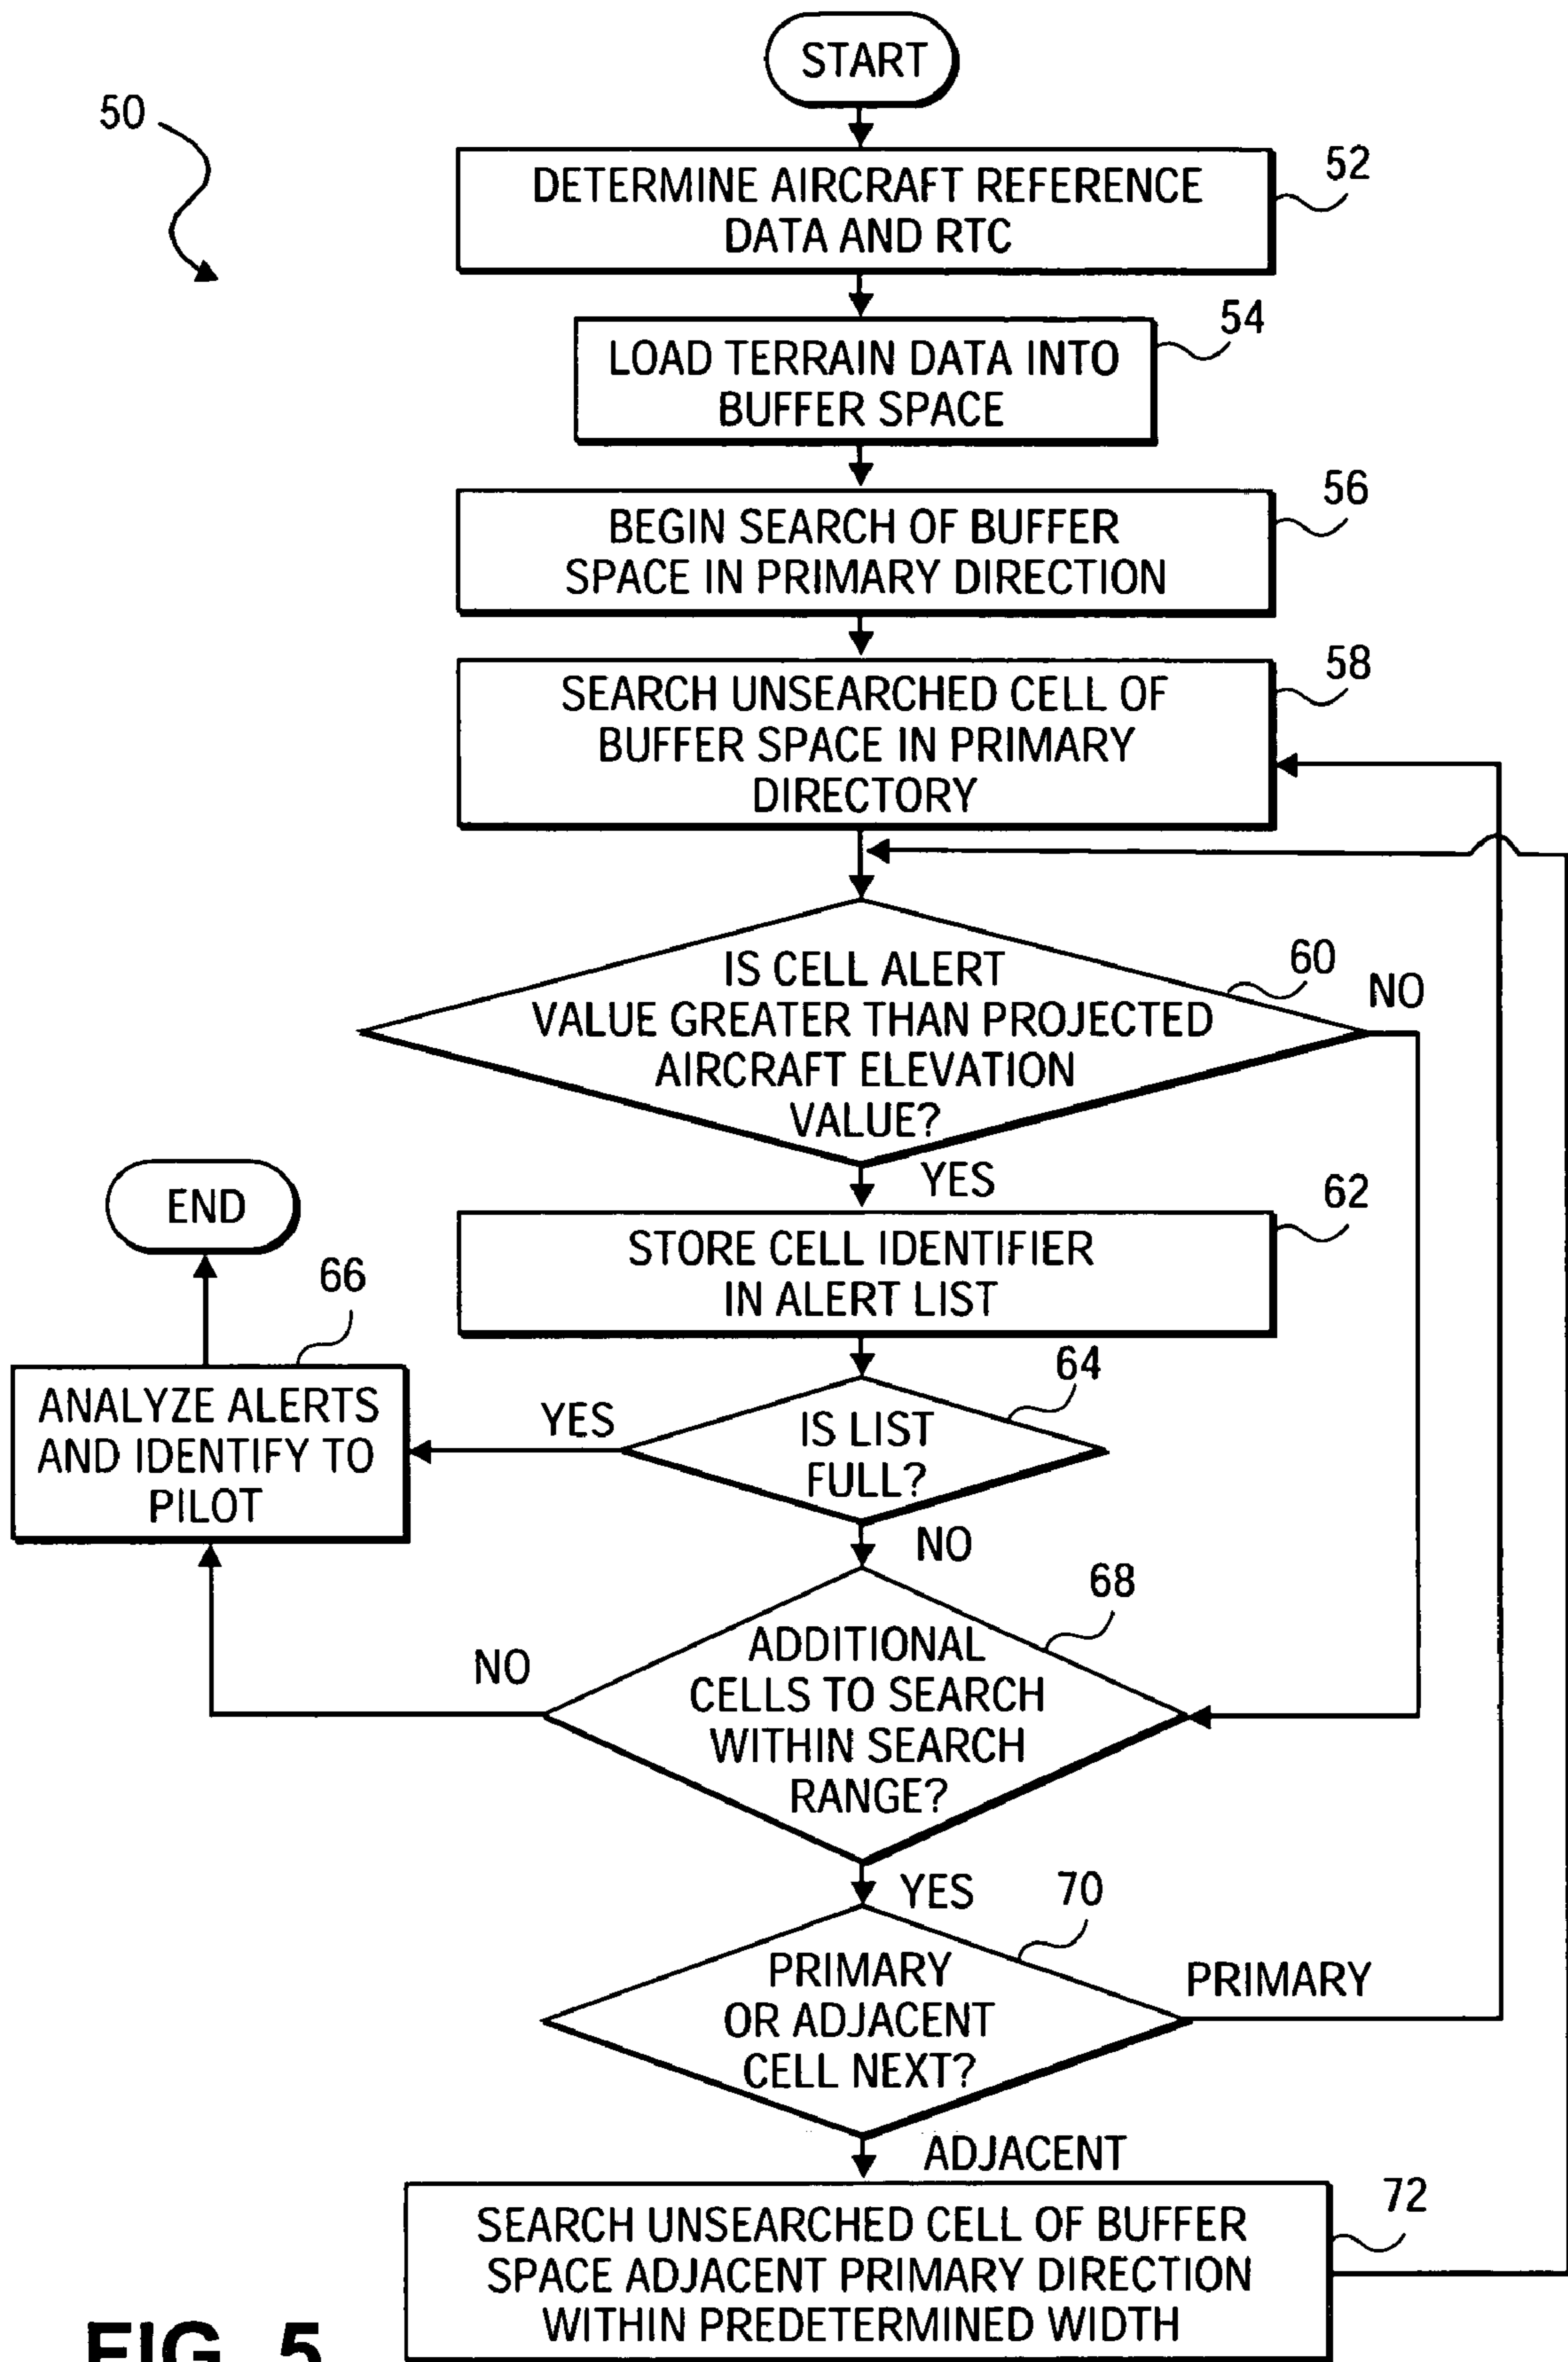 START
50
52
DETERMINE AIRCRAFT REFERENCE
DATA AND RTC
54
LOAD TERRAIN DATA INTO
BUFFER SPACE
56
BEGIN SEARCH OF BUFFER
SPACE IN PRIMARY DIRECTION
58
SEARCH UNSEARCHED CELL OF
BUFFER SPACE IN PRIMARY
DIRECTORY
60
NO
IS CELL ALERT
VALUE GREATER THAN PROJECTED
AIRCRAFT ELEVATION
VALUE?
YES
END
62
STORE CELL IDENTIFIER
IN ALERT LIST
66
64
ANALYZE ALERTS
AND IDENTIFY TO
PILOT
YES
IS LIST
FULL?
NO
68
NO
ADDITIONAL
CELLS TO SEARCH
WITHIN SEARCH
RANGE?
YES
70
PRIMARY
OR ADJACENT
CELL NEXT?
PRIMARY
ADJACENT
72
SEARCH UNSEARCHED CELL OF BUFFER
SPACE ADJACENT PRIMARY DIRECTION
WITHIN PREDETERMINED WIDTH
FIG. 5